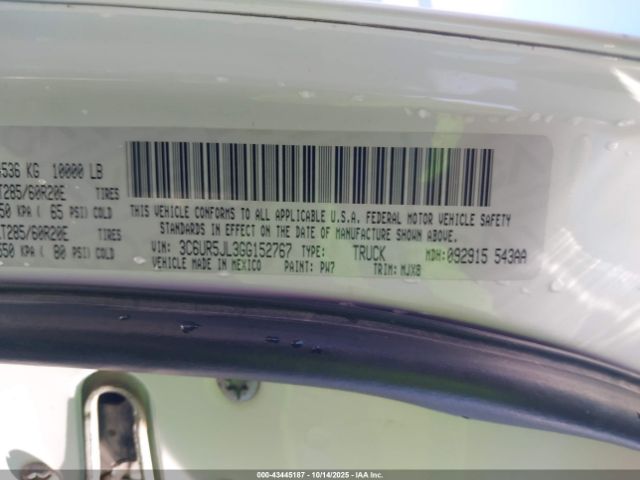 536 KG 10000 LB
T285/60R20E TIRES
50 KPA ( 65 PSI) COLD
LT285/60R20E TIRES
550 KPA ( 80 PSI) COLD
THIS VEHICLE CONFORMS TO ALL APPLICABLE U.S.A. FEDERAL MOTOR VEHICLE SAFETY
STANDARDS IN EFFECT ON THE DATE OF MANUFACTURE SHOWN ABOVE.
VIN: 3C6UR5JL3GG152767 TYPE: TRUCK MDH: 092915 543AA
VEHICLE MADE IN MEXICO PAINT: PW7 TRIM: MJX8
000-43445187 - 10/14/2025 - Copyright IAA, Inc.